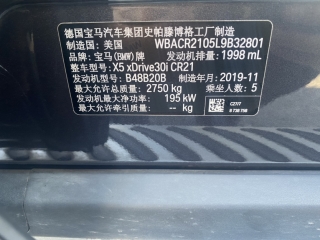 德国宝马汽车集团史帕滕博格工厂制造
制造: 美国 WBACR2105L9B32801
品牌: 宝马(BMW)牌 发动机排量: 1998 mL
整车型号: X5 xDrive30i CR21
发动机型号: B48B20B 制造年月: 2019-11
最大允许总质量: 2750 kg 乘坐人数: 5
发动机最大净功率: 195 kW
最大允许牵引质量: -- kg